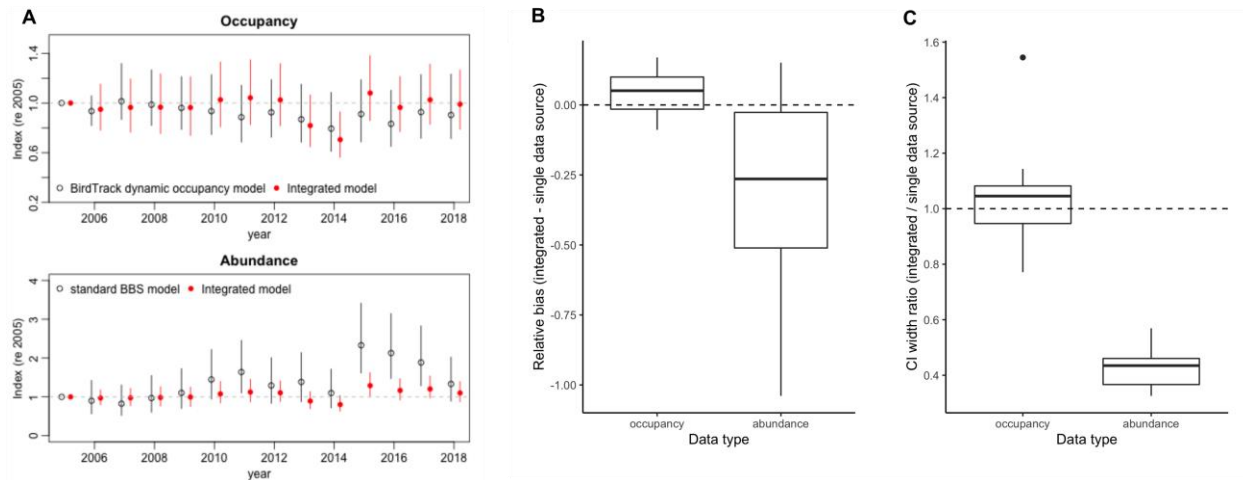 A
Occupancy
Index (re 2005)
1.4
1.0
0.6
0.2
BirdTrack dynamic occupancy model Integrated model
2006 2008 2010 2012 2014 2016 2018
year
Abundance
Index (re 2005)
4
3
2
1
0
standard BBS model Integrated model
2006 2008 2010 2012 2014 2016 2018
year
B
Relative bias (integrated - single data source)
0.00
-0.25
-0.50
-0.75
-1.00
occupancy abundance
Data type
C
CI width ratio (integrated / single data source)
1.6
1.4
1.2
1.0
0.8
0.6
0.4
occupancy abundance
Data type